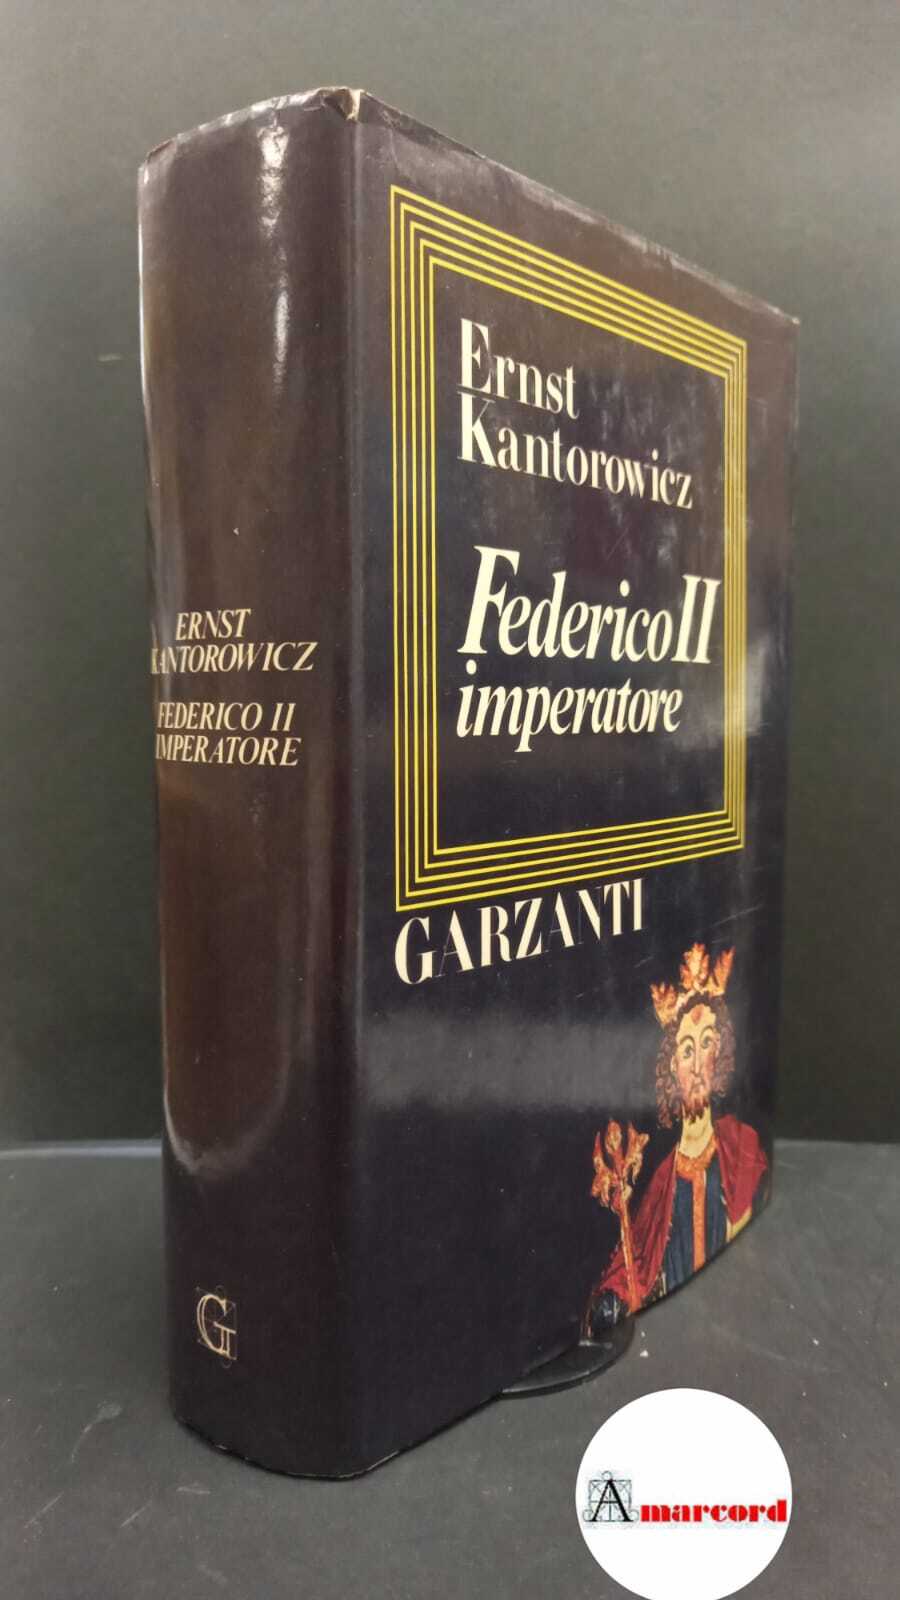 ERNST
KANTOROWICZ
FEDERICO II
IMPERATORE
G
Ernst
Kantorowicz
Federico II
imperatore
GARZANTI
Amarcord